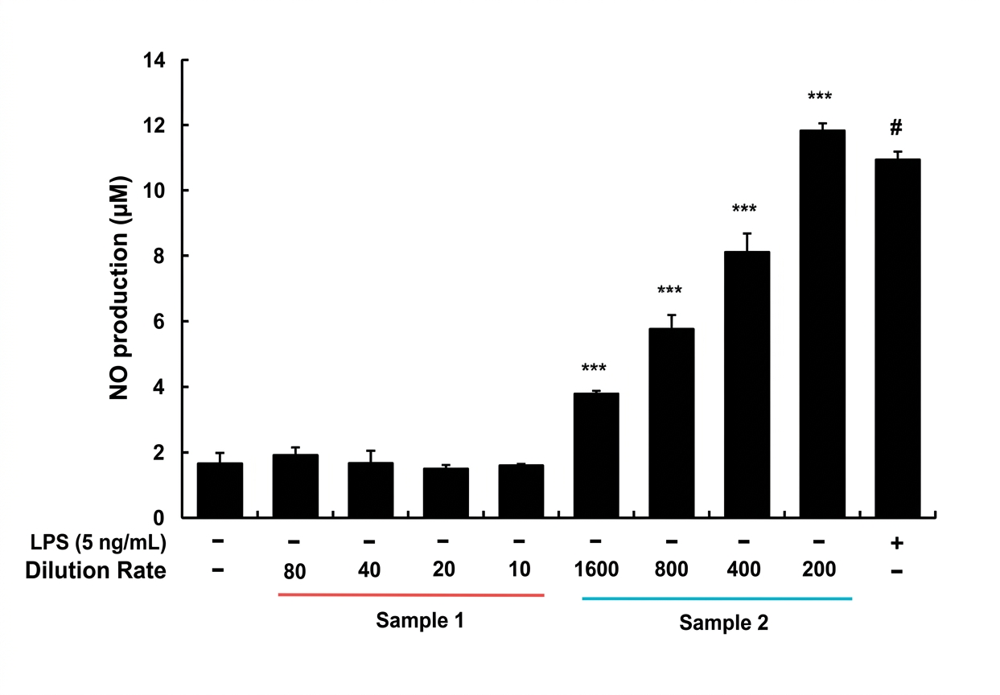 14
***
12
#
10
***
8
***
6
***
4
2
0
NO production (µM)
LPS (5 ng/mL) – – – – – – – – – +
Dilution Rate – 80 40 20 10 1600 800 400 200 –
Sample 1
Sample 2